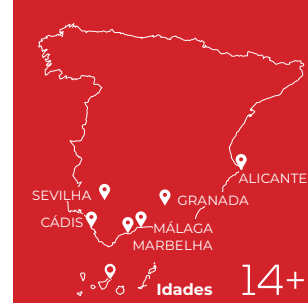 ALICANTE
SEVILHA
GRANADA
CÁDIS
MÁLAGA
MARBELHA
Idades 14+